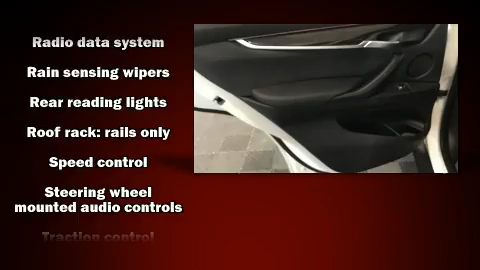 Radio data system
Rain sensing wipers
Rear reading lights
Roof rack: rails only
Speed control
Steering wheel
mounted audio controls
Traction control